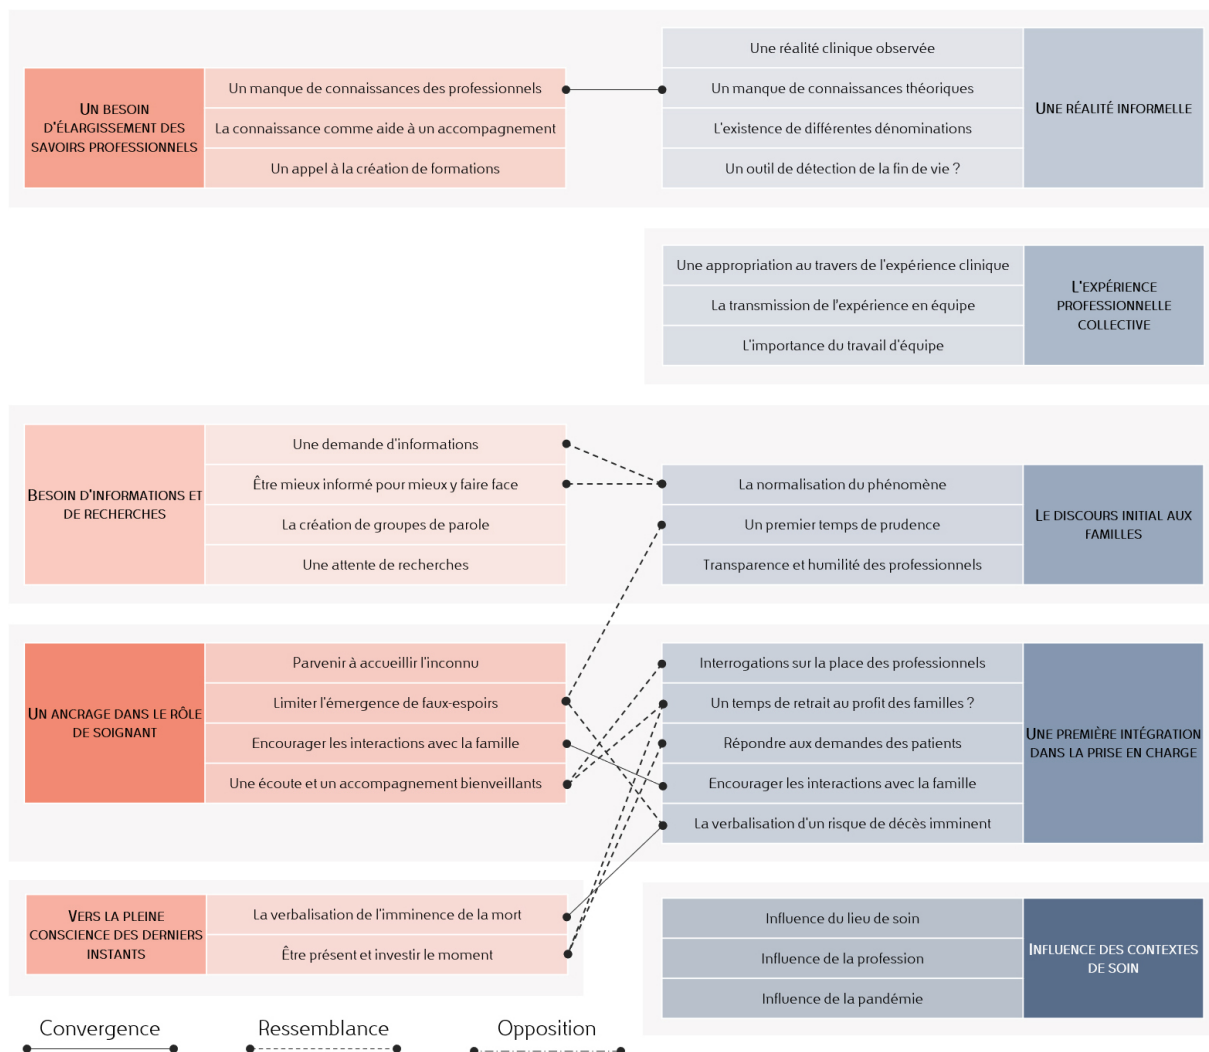 Un besoin
d'élargissement des
savoirs professionnels
Un manque de connaissances des professionnels
La connaissance comme aide à un accompagnement
Un appel à la création de formations
Une réalité clinique observée
Un manque de connaissances théoriques
L'existence de différentes dénominations
Un outil de détection de la fin de vie ?
Une réalité informelle
Une appropriation au travers de l'expérience clinique
La transmission de l'expérience en équipe
L'importance du travail d'équipe
L'expérience
professionnelle
collective
Besoin d'informations et
de recherches
Une demande d'informations
Être mieux informé pour mieux y faire face
La création de groupes de parole
Une attente de recherches
La normalisation du phénomène
Un premier temps de prudence
Transparence et humilité des professionnels
Le discours initial aux
familles
Un ancrage dans le rôle
de soignant
Parvenir à accueillir l'inconnu
Limiter l'émergence de faux-espoirs
Encourager les interactions avec la famille
Une écoute et un accompagnement bienveillants
Interrogations sur la place des professionnels
Un temps de retrait au profit des familles ?
Répondre aux demandes des patients
Encourager les interactions avec la famille
La verbalisation d'un risque de décès imminent
Une première intégration
dans la prise en charge
Vers la pleine
conscience des derniers
instants
La verbalisation de l'imminence de la mort
Être présent et investir le moment
Influence du lieu de soin
Influence de la profession
Influence de la pandémie
Influence des contextes
de soin
Convergence
Ressemblance
Opposition